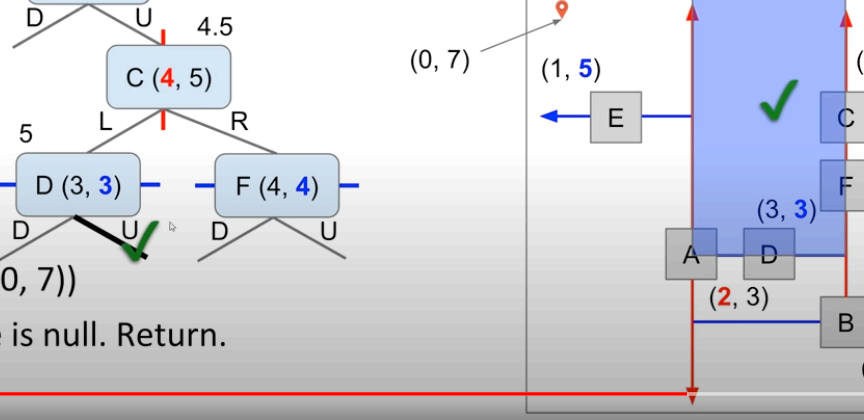 D U
4.5
C (4, 5)
L R
5
D (3, 3)
F (4, 4)
D U D U
0, 7))
is null. Return.
(0, 7)
(1, 5)
E
C
F
(3, 3)
A D
(2, 3)
B